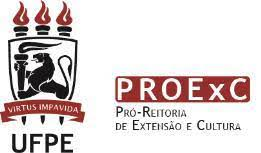 VIRTUS IMPAVIDA
UFPE
PROExC
PRÓ-REITORIA
DE EXTENSÃO E CULTURA